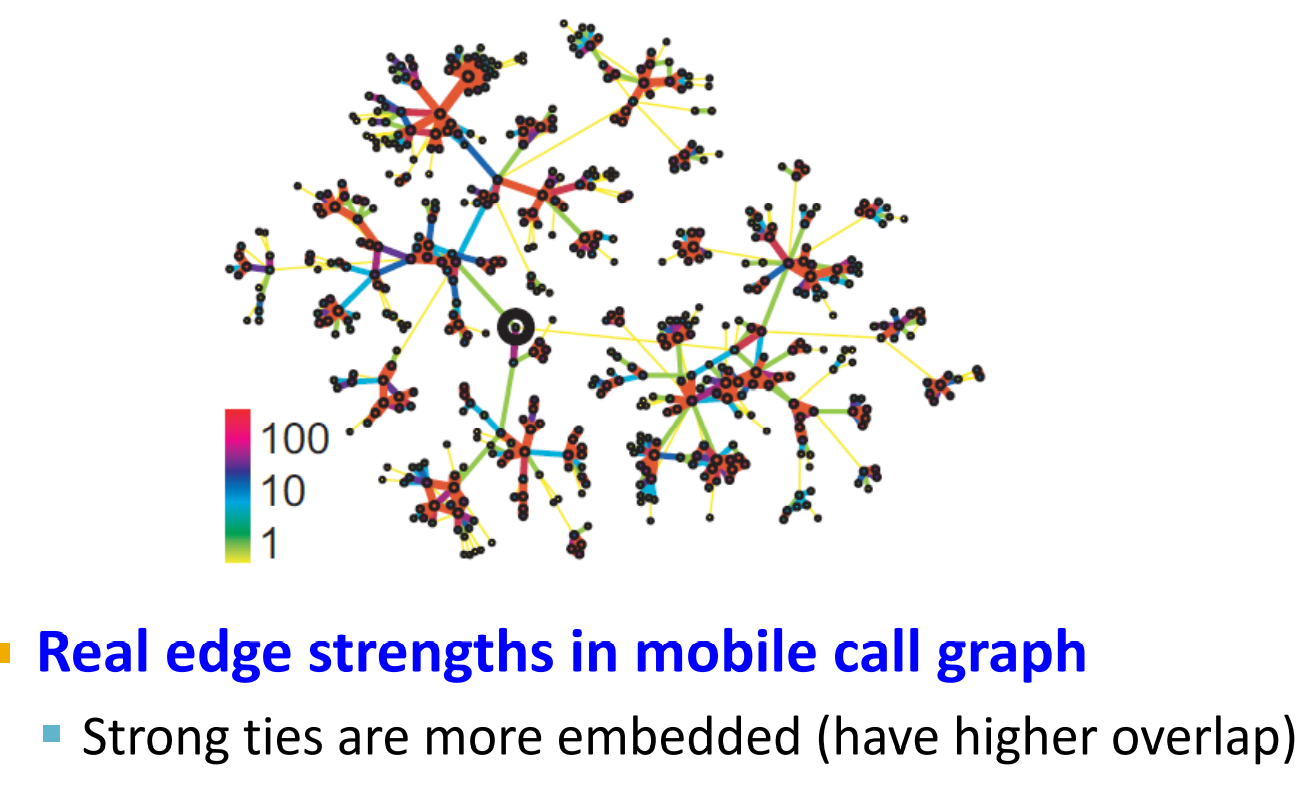 100
10
1
Real edge strengths in mobile call graph
Strong ties are more embedded (have higher overlap)